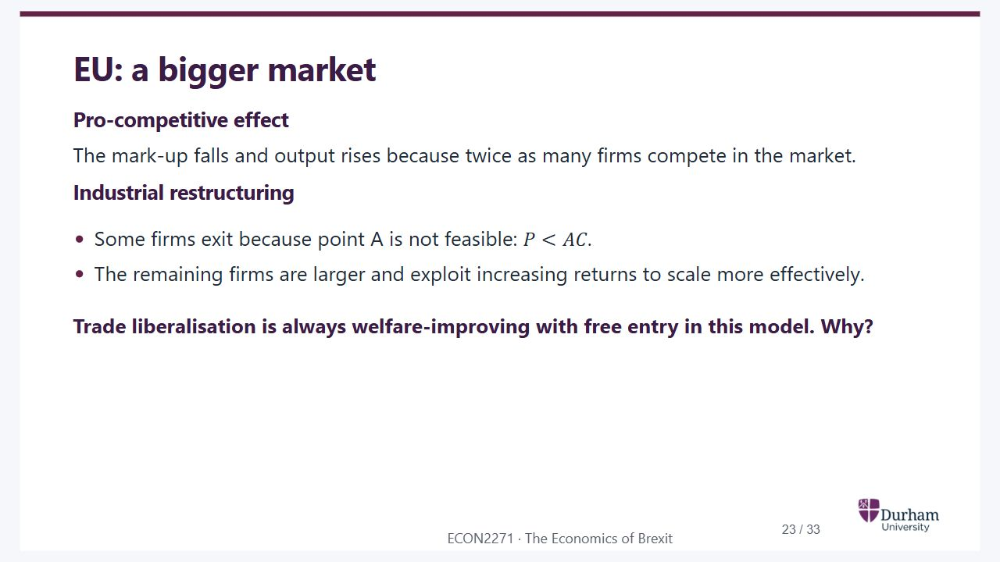 EU: a bigger market
Pro-competitive effect
The mark-up falls and output rises because twice as many firms compete in the market.
Industrial restructuring
• Some firms exit because point A is not feasible: P < AC.
• The remaining firms are larger and exploit increasing returns to scale more effectively.
Trade liberalisation is always welfare-improving with free entry in this model. Why?
ECON2271 · The Economics of Brexit
23 / 33
Durham
University